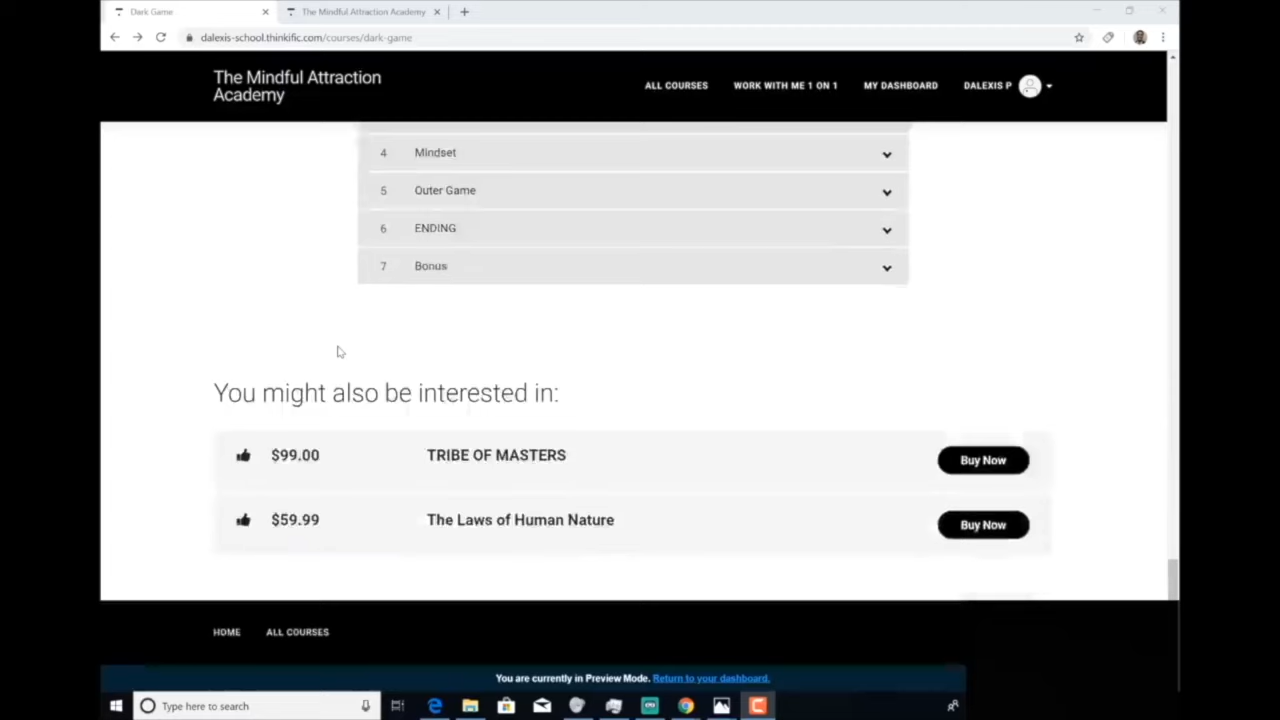 Dark Game
The Mindful Attraction Academy
dalexis-school.thinkific.com/courses/dark-game
The Mindful Attraction
Academy
ALL COURSES
WORK WITH ME 1 ON 1
MY DASHBOARD
DALEXIS P
4 Mindset
5 Outer Game
6 ENDING
7 Bonus
You might also be interested in:
$99.00 TRIBE OF MASTERS Buy Now
$59.99 The Laws of Human Nature Buy Now
HOME ALL COURSES
You are currently in Preview Mode. Return to your dashboard.
Type here to search